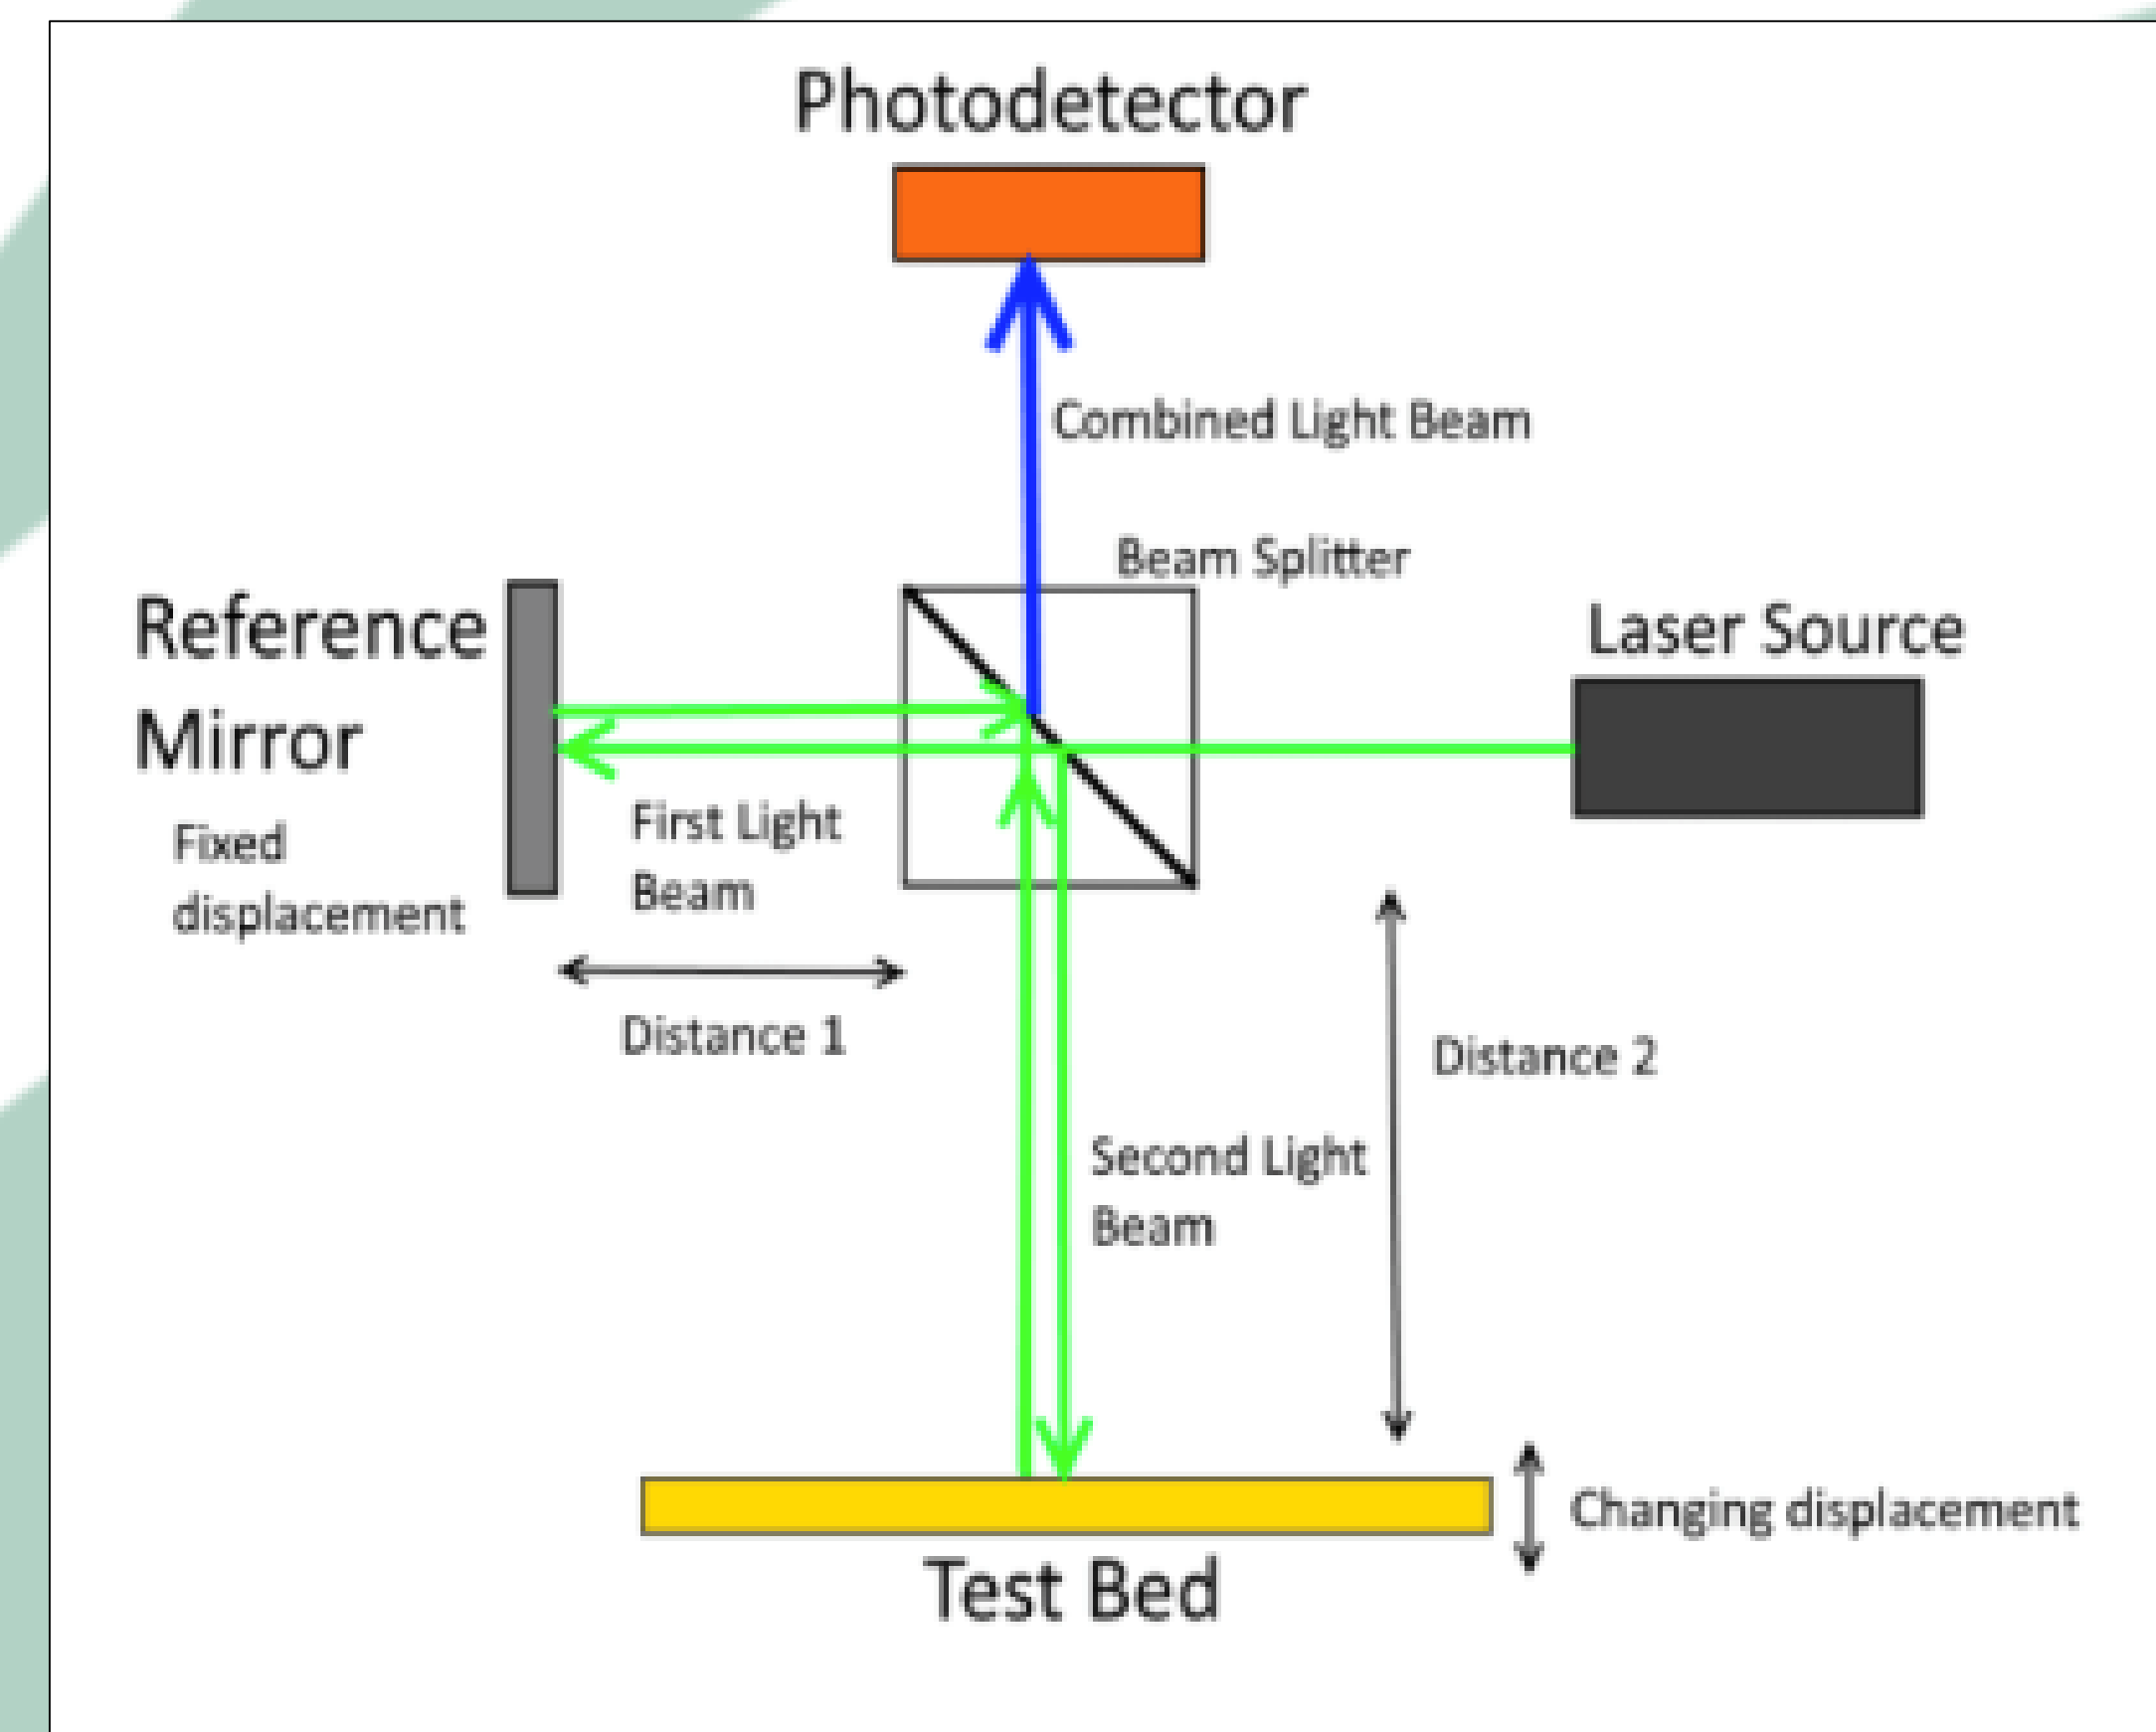 Photodetector
Combined Light Beam
Beam Splitter
Reference
Mirror
Laser Source
Fixed
displacement
First Light
Beam
Distance 1
Distance 2
Second Light
Beam
Changing displacement
Test Bed